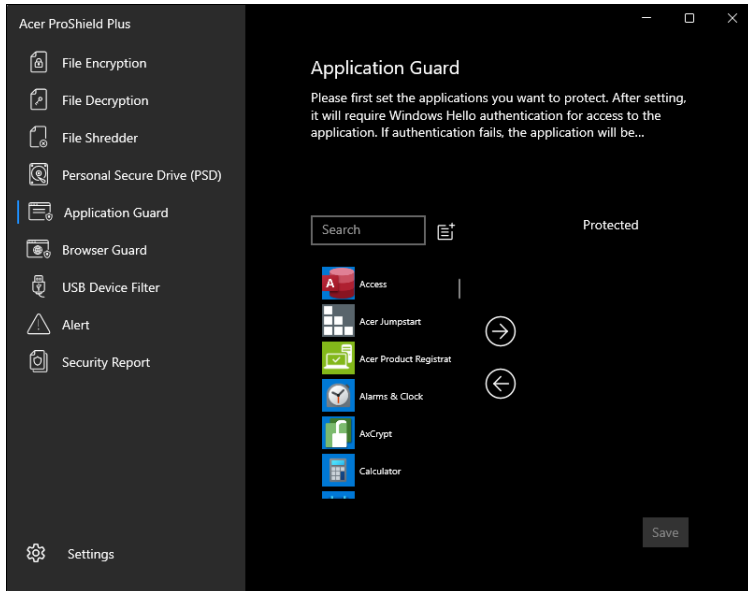 Acer ProShield Plus
File Encryption
File Decryption
File Shredder
Personal Secure Drive (PSD)
Application Guard
Browser Guard
USB Device Filter
Alert
Security Report
Settings
Application Guard
Please first set the applications you want to protect. After setting,
it will require Windows Hello authentication for access to the
application. If authentication fails, the application will be...
Search
Protected
A
Access
Acer Jumpstart
Acer Product Registrat
Alarms & Clock
AxCrypt
Calculator
Save